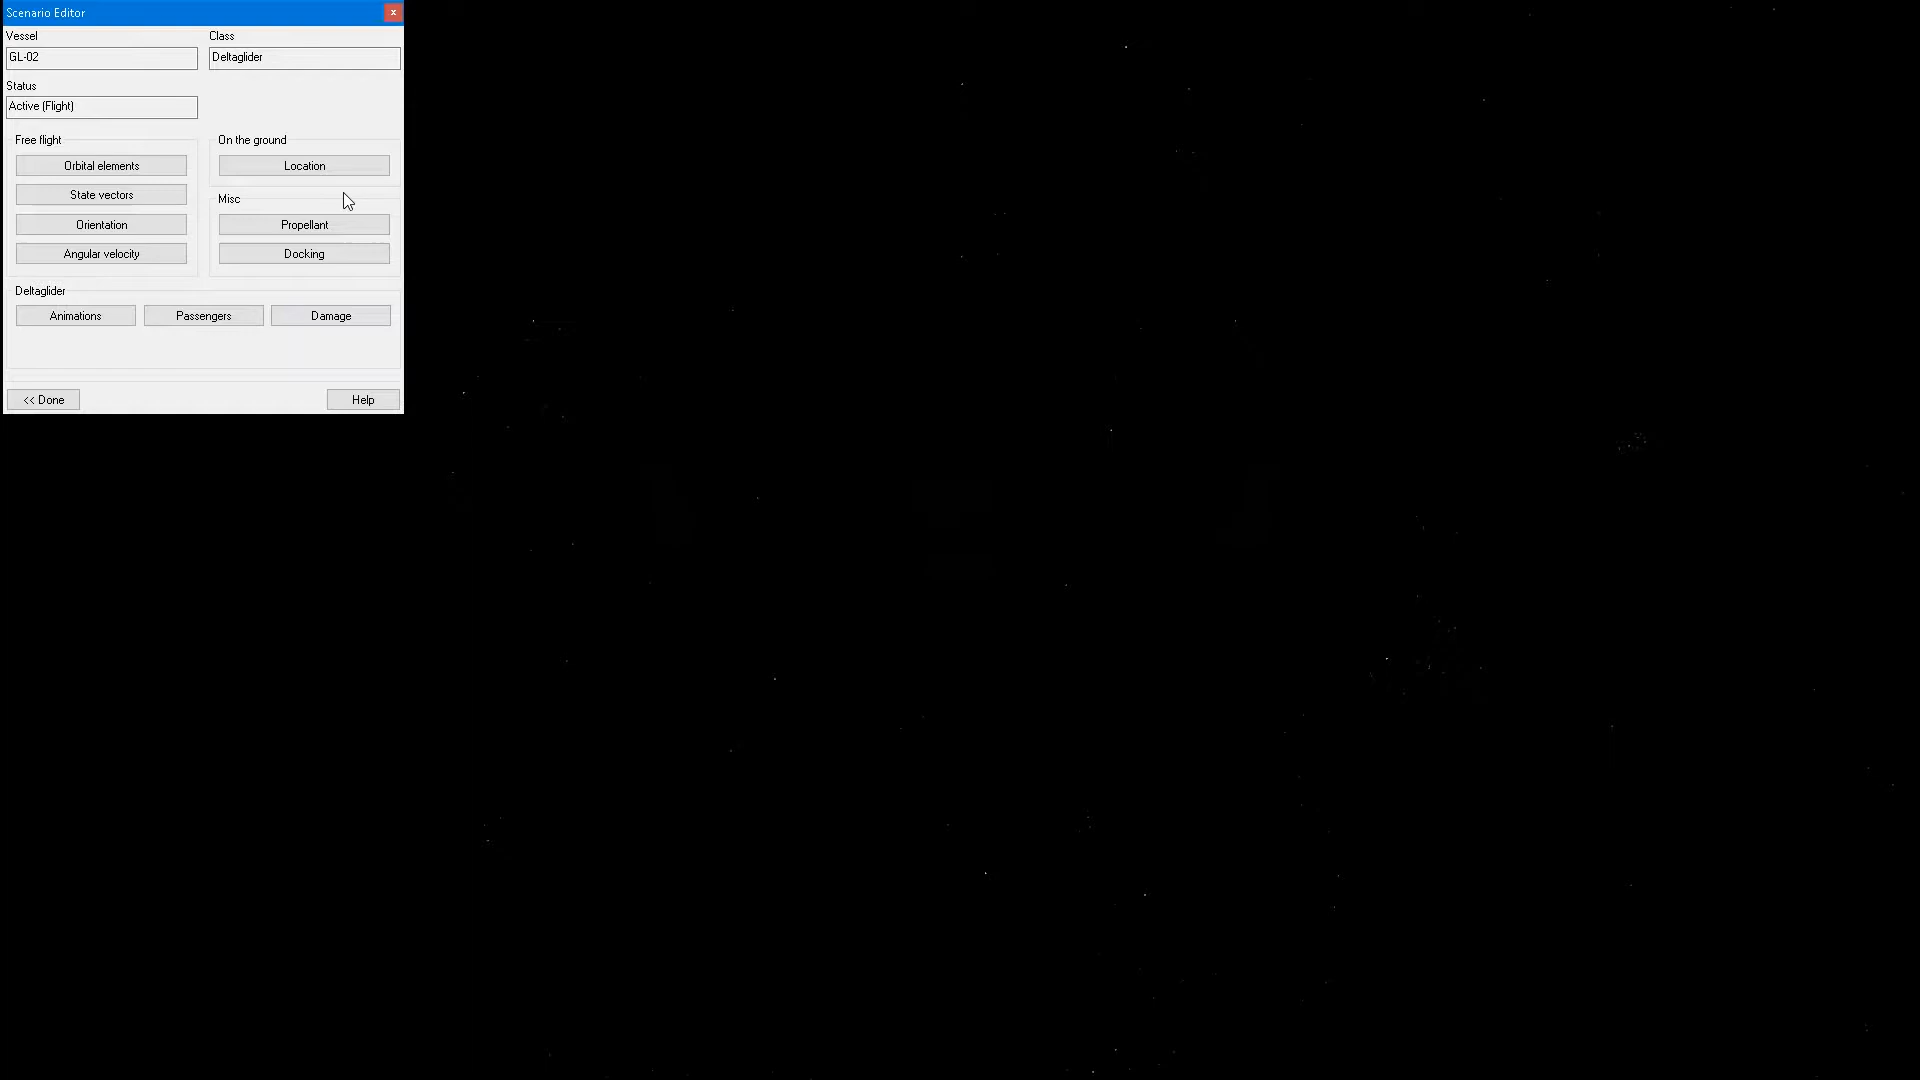 Scenario Editor
x
Vessel
Class
GL-02
Deltaglider
Status
Active (Flight)
Free flight
On the ground
Orbital elements
Location
State vectors
Misc
Orientation
Propellant
Angular velocity
Docking
Deltaglider
Animations
Passengers
Damage
<< Done
Help